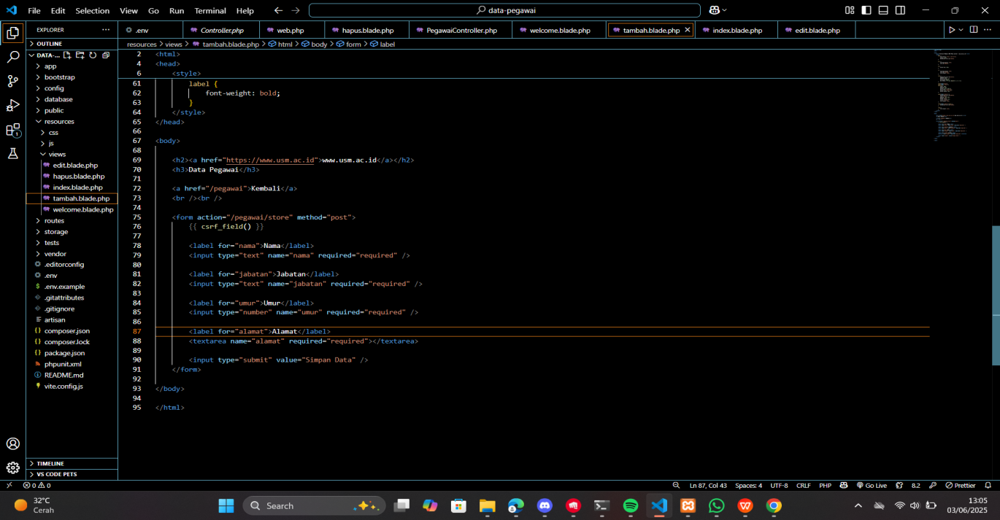 File Edit Selection View Go Run Terminal Help data-pegawai
EXPLORER
.env Controller.php web.php hapus.blade.php PegawaiController.php welcome.blade.php tambah.blade.php index.blade.php edit.blade.php
resources > views > tambah.blade.php > html > body > form > label
OUTLINE
DATA-...
app
bootstrap
config
database
public
resources
css
js
views
edit.blade.php
hapus.blade.php
index.blade.php
tambah.blade.php
welcome.blade.php
routes
storage
tests
vendor
.editorconfig
.env
$ .env.example
.gitattributes
.gitignore
artisan
{} composer.json
{} composer.lock
{} package.json
phpunit.xml
README.md
vite.config.js
TIMELINE
VS CODE PETS
1
2 <html>
4 <head>
6 <style>
61 label {
62 font-weight: bold;
63 }
64 </style>
65 </head>
66
67 <body>
68
69 <h2><a href="https://www.usm.ac.id">www.usm.ac.id</a></h2>
70 <h3>Data Pegawai</h3>
71
72 <a href="/pegawai">Kembali</a>
73 <br /><br />
74
75 <form action="/pegawai/store" method="post">
76 {{ csrf_field() }}
77
78 <label for="nama">Nama</label>
79 <input type="text" name="nama" required="required" />
80
81 <label for="jabatan">Jabatan</label>
82 <input type="text" name="jabatan" required="required" />
83
84 <label for="umur">Umur</label>
85 <input type="number" name="umur" required="required" />
86
87 <label for="alamat">Alamat</label>
88 <textarea name="alamat" required="required"></textarea>
89
90 <input type="submit" value="Simpan Data" />
91 </form>
92
93 </body>
94
95 </html>
0 0 Ln 87, Col 43 Spaces: 4 UTF-8 CRLF PHP Go Live 8.2 Prettier
32°C
Cerah
Search
13:05
03/06/2025